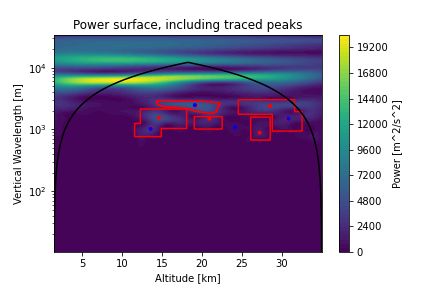 Power surface, including traced peaks
Vertical Wavelength [m]
10^4
10^3
10^2
5 10 15 20 25 30
Altitude [km]
19200
16800
14400
12000
9600
7200
4800
2400
0
Power [m^2/s^2]